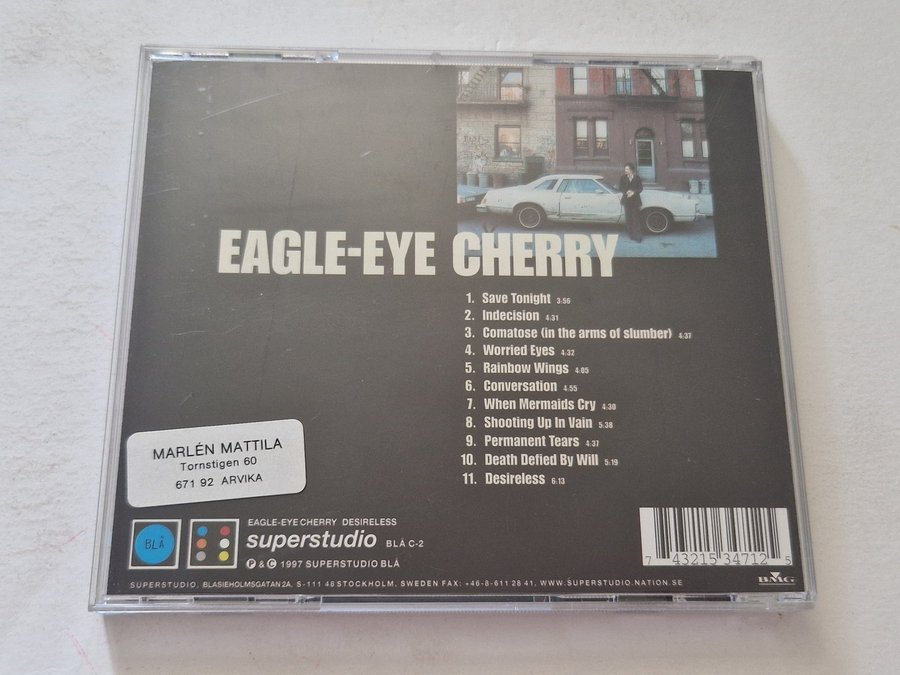 EAGLE-EYE CHERRY
1. Save Tonight 3:56
2. Indecision 4:31
3. Comatose (in the arms of slumber) 4:37
4. Worried Eyes 4:32
5. Rainbow Wings 4:05
6. Conversation 4:55
7. When Mermaids Cry 4:30
8. Shooting Up In Vain 5:38
9. Permanent Tears 4:37
10. Death Defied By Will 5:19
11. Desireless 6:13
MARLÉN MATTILA
Tornstigen 60
671 92 ARVIKA
BLÅ
EAGLE-EYE CHERRY DESIRELESS
superstudio BLÅ C-2
Ⓟ & © 1997 SUPERSTUDIO BLÅ
SUPERSTUDIO, BLASIEHOLMSGATAN 2A, S-111 48 STOCKHOLM, SWEDEN FAX: +46-8-611 28 41, WWW.SUPERSTUDIO.NATION.SE
7 43215 34712 5
BMG